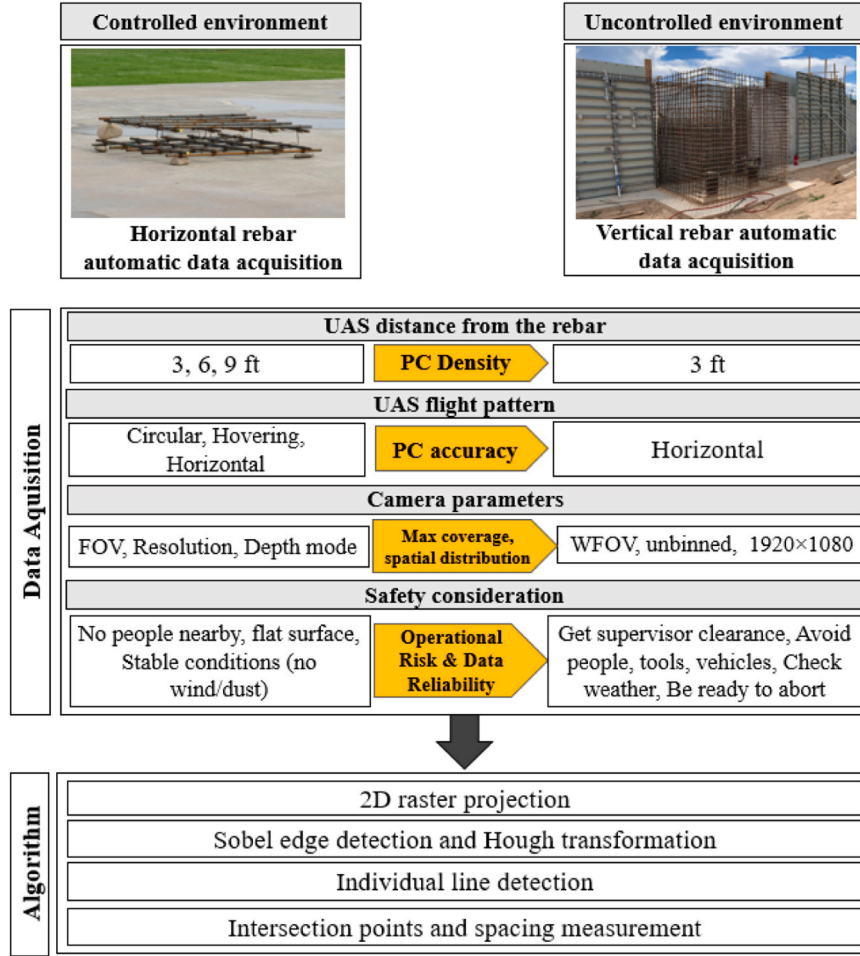 Controlled environment
Uncontrolled environment
Horizontal rebar
automatic data acquisition
Vertical rebar automatic
data acquisition
Data Aquisition
UAS distance from the rebar
3, 6, 9 ft
PC Density
3 ft
UAS flight pattern
Circular, Hovering,
Horizontal
PC accuracy
Horizontal
Camera parameters
FOV, Resolution, Depth mode
Max coverage,
spatial distribution
WFOV, unbinned, 1920×1080
Safety consideration
No people nearby, flat surface,
Stable conditions (no
wind/dust)
Operational
Risk & Data
Reliability
Get supervisor clearance, Avoid
people, tools, vehicles, Check
weather, Be ready to abort
Algorithm
2D raster projection
Sobel edge detection and Hough transformation
Individual line detection
Intersection points and spacing measurement